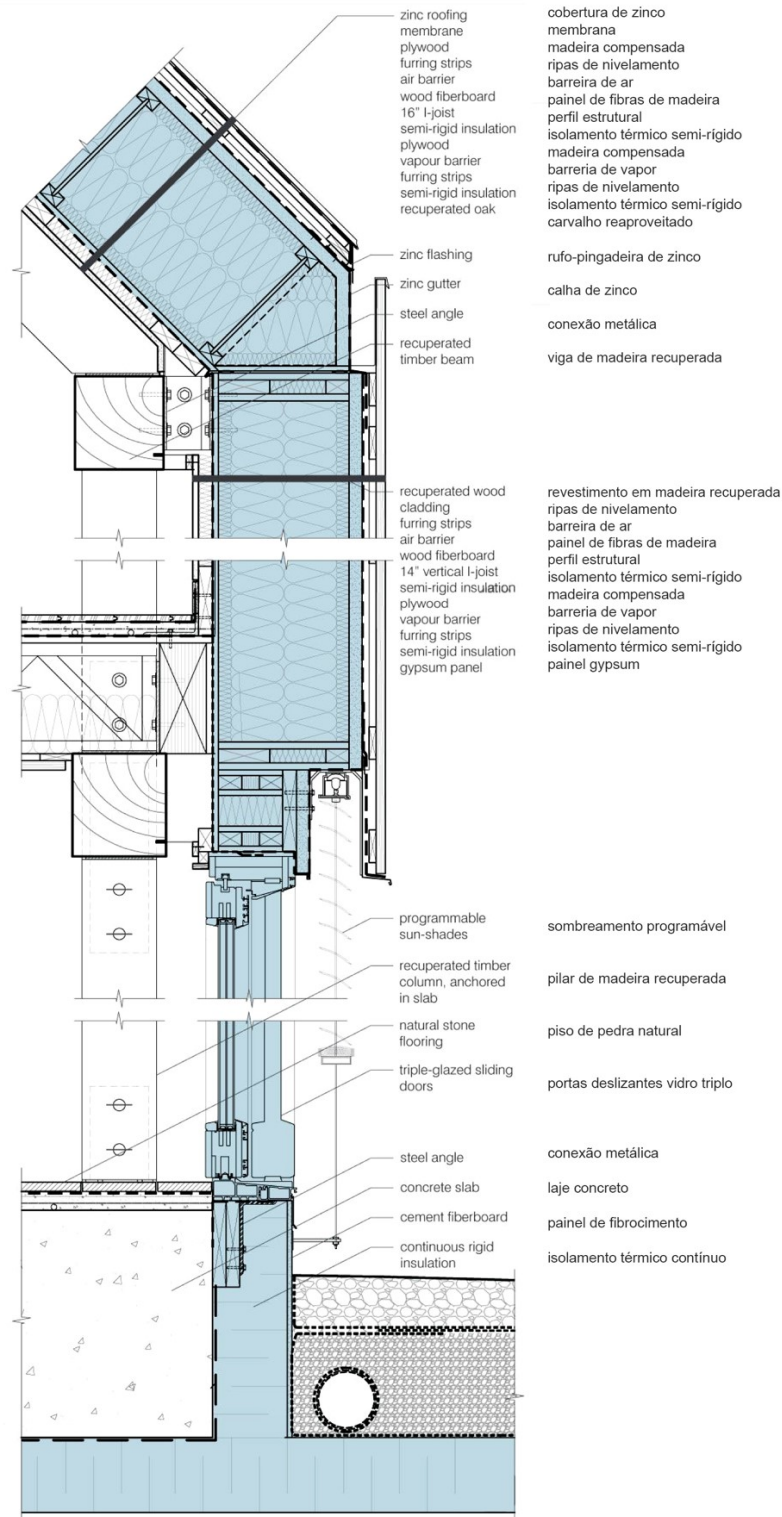 zinc roofing
membrane
plywood
furring strips
air barrier
wood fiberboard
16" I-joist
semi-rigid insulation
plywood
vapour barrier
furring strips
semi-rigid insulation
recuperated oak
cobertura de zinco
membrana
madeira compensada
ripas de nivelamento
barreira de ar
painel de fibras de madeira
perfil estrutural
isolamento térmico semi-rígido
madeira compensada
barreria de vapor
ripas de nivelamento
isolamento térmico semi-rígido
carvalho reaproveitado
zinc flashing
rufo-pingadeira de zinco
zinc gutter
calha de zinco
steel angle
conexão metálica
recuperated
timber beam
viga de madeira recuperada
recuperated wood
cladding
furring strips
air barrier
wood fiberboard
14" vertical I-joist
semi-rigid insulation
plywood
vapour barrier
furring strips
semi-rigid insulation
gypsum panel
revestimento em madeira recuperada
ripas de nivelamento
barreira de ar
painel de fibras de madeira
perfil estrutural
isolamento térmico semi-rígido
madeira compensada
barreria de vapor
ripas de nivelamento
isolamento térmico semi-rígido
painel gypsum
programmable
sun-shades
sombreamento programável
recuperated timber
column, anchored
in slab
pilar de madeira recuperada
natural stone
flooring
piso de pedra natural
triple-glazed sliding
doors
portas deslizantes vidro triplo
steel angle
conexão metálica
concrete slab
laje concreto
cement fiberboard
painel de fibrocimento
continuous rigid
insulation
isolamento térmico contínuo